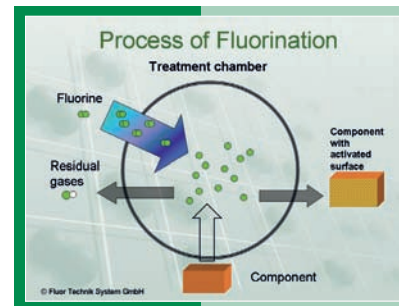 Process of Fluorination
Treatment chamber
Fluorine
Component
with
activated
surface
Residual
gases
Component
© Fluor Technik System GmbH